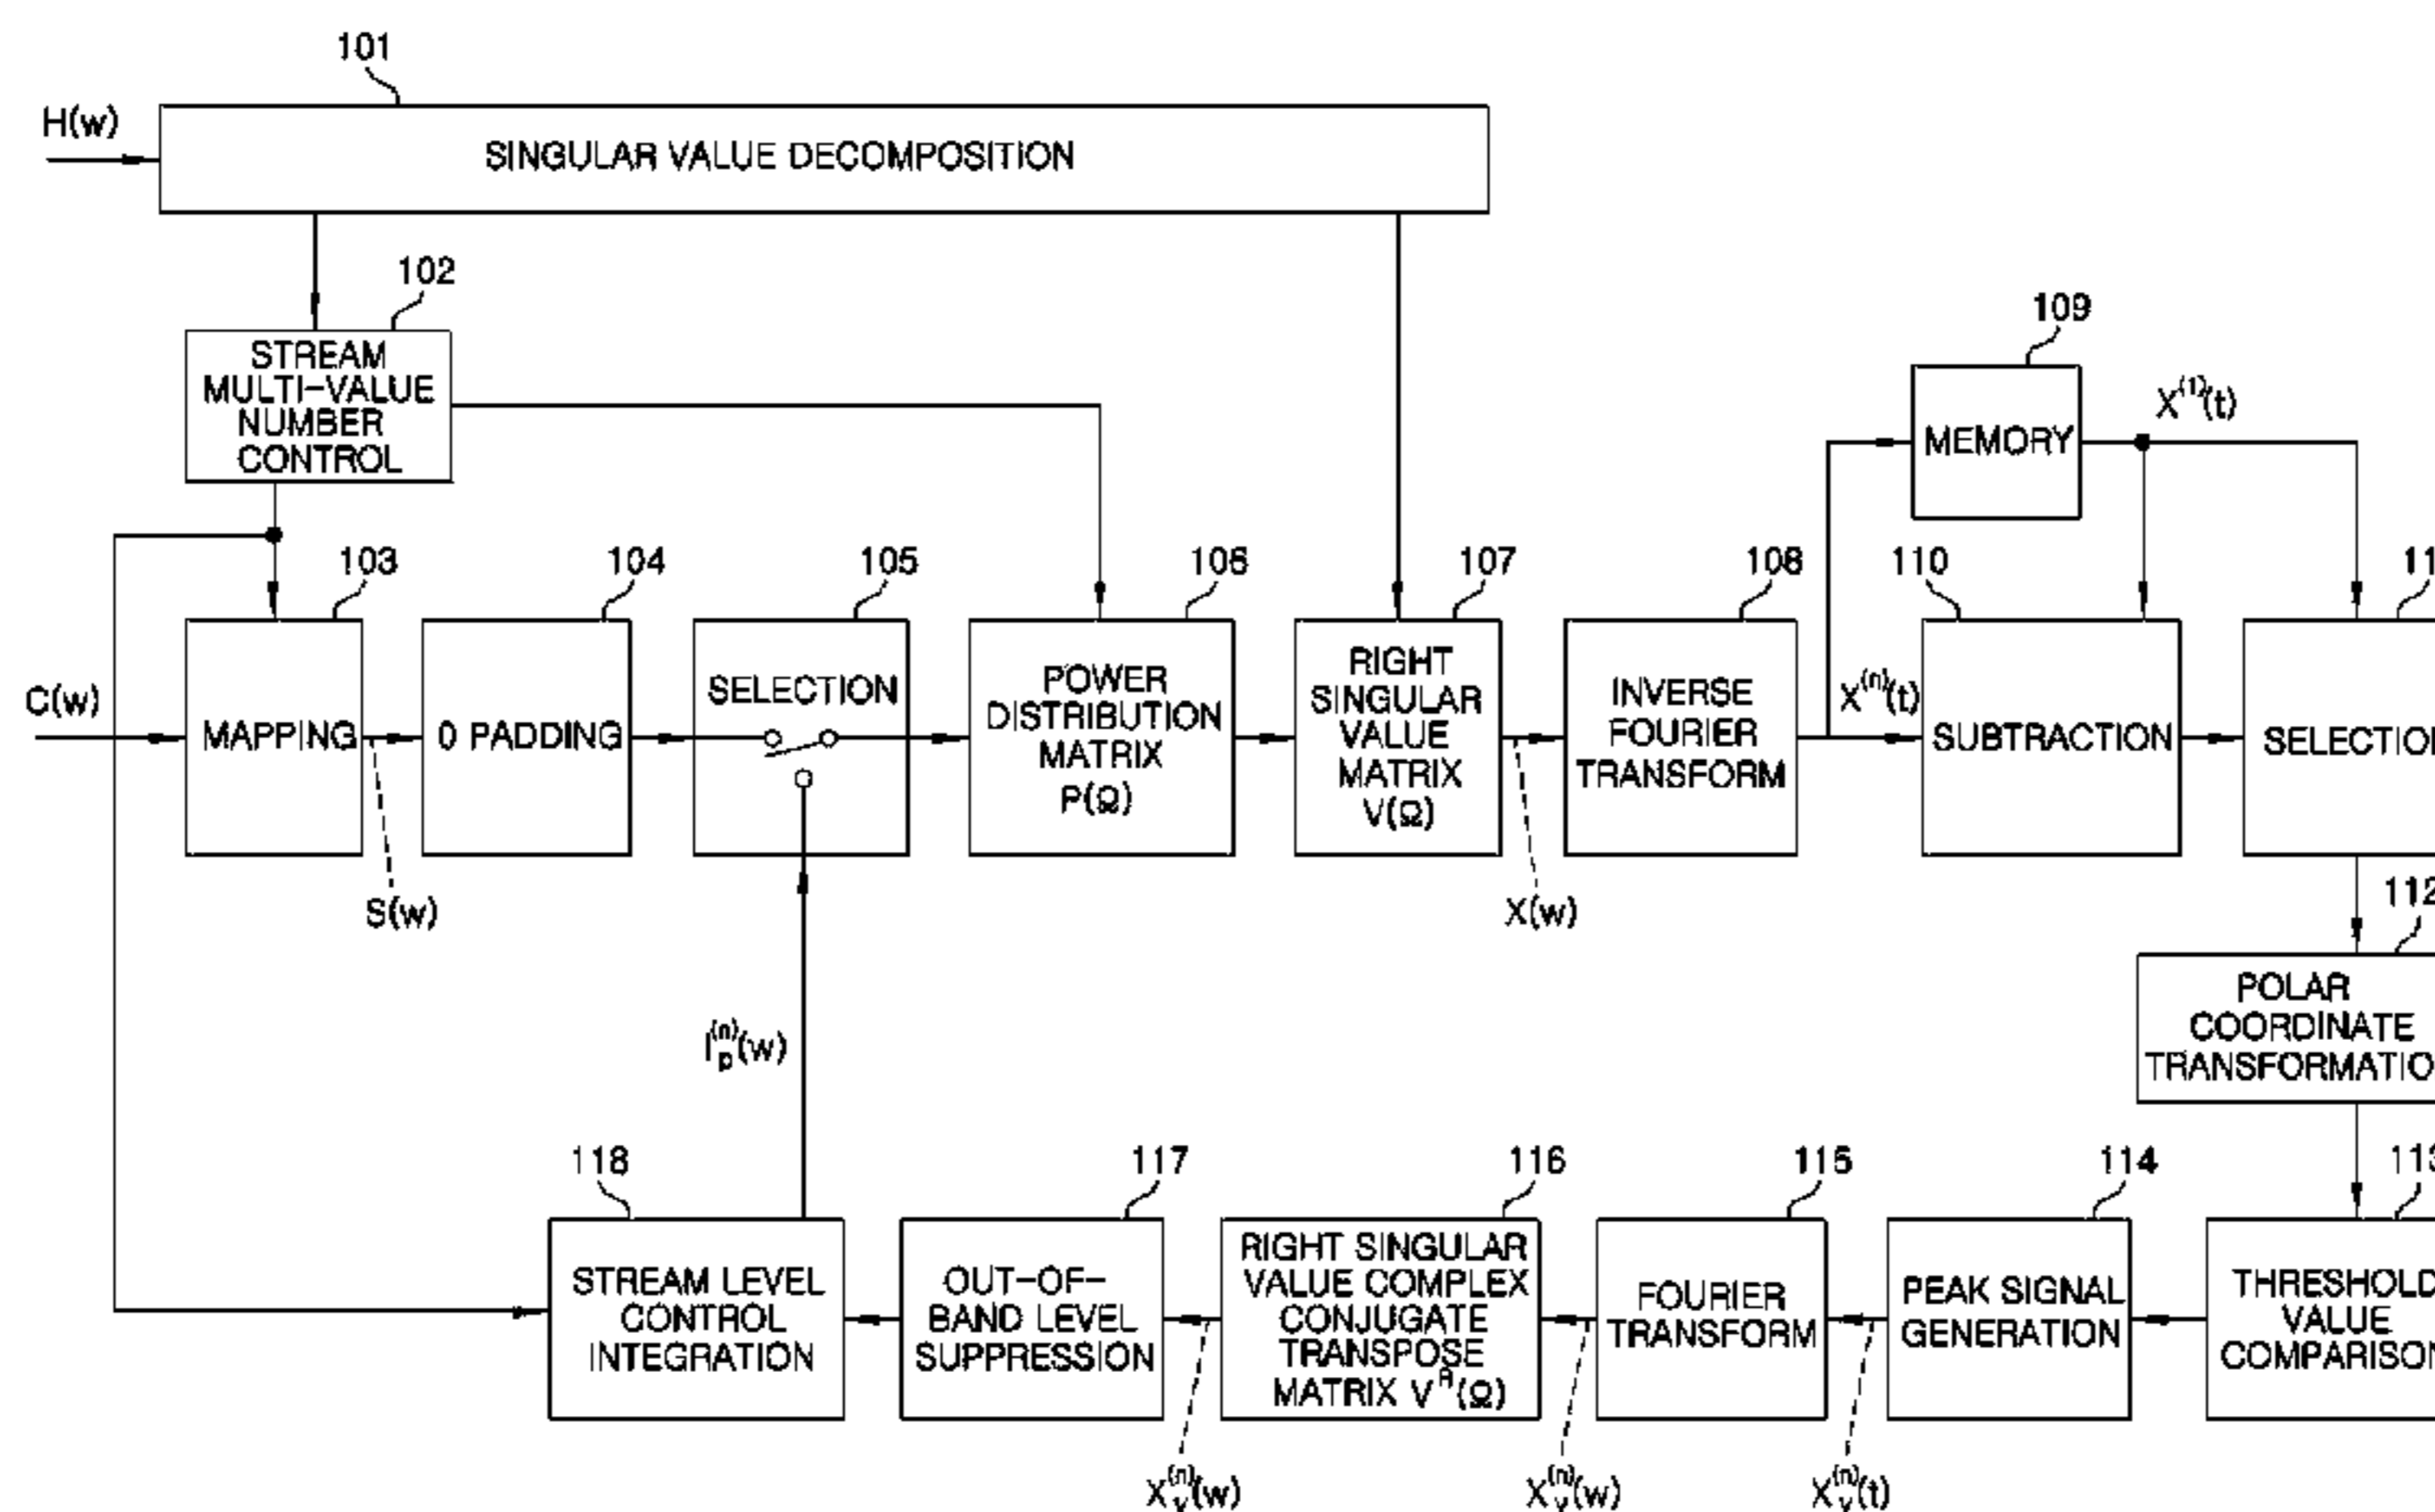 101
H(w)
SINGULAR VALUE DECOMPOSITION
102
STREAM
MULTI-VALUE
NUMBER
CONTROL
109
MEMORY
X(1)(t)
103
104
105
106
107
108
110
C(w)
MAPPING
0 PADDING
SELECTION
POWER
DISTRIBUTION
MATRIX
P(Ω)
RIGHT
SINGULAR
VALUE
MATRIX
V(Ω)
INVERSE
FOURIER
TRANSFORM
X(n)(t)
SUBTRACTION
S(w)
X(w)
112
POLAR
COORDINATE
Ip(n)(w)
118
117
116
115
114
STREAM LEVEL
CONTROL
INTEGRATION
OUT-OF-
BAND LEVEL
SUPPRESSION
RIGHT SINGULAR
VALUE COMPLEX
CONJUGATE
TRANSPOSE
MATRIX V
(Ω)
FOURIER
TRANSFORM
PEAK SIGNAL
GENERATION
THRESHOLD
VALUE
Xv(n)(w)
Xv(n)(w)
Xv(n)(t)